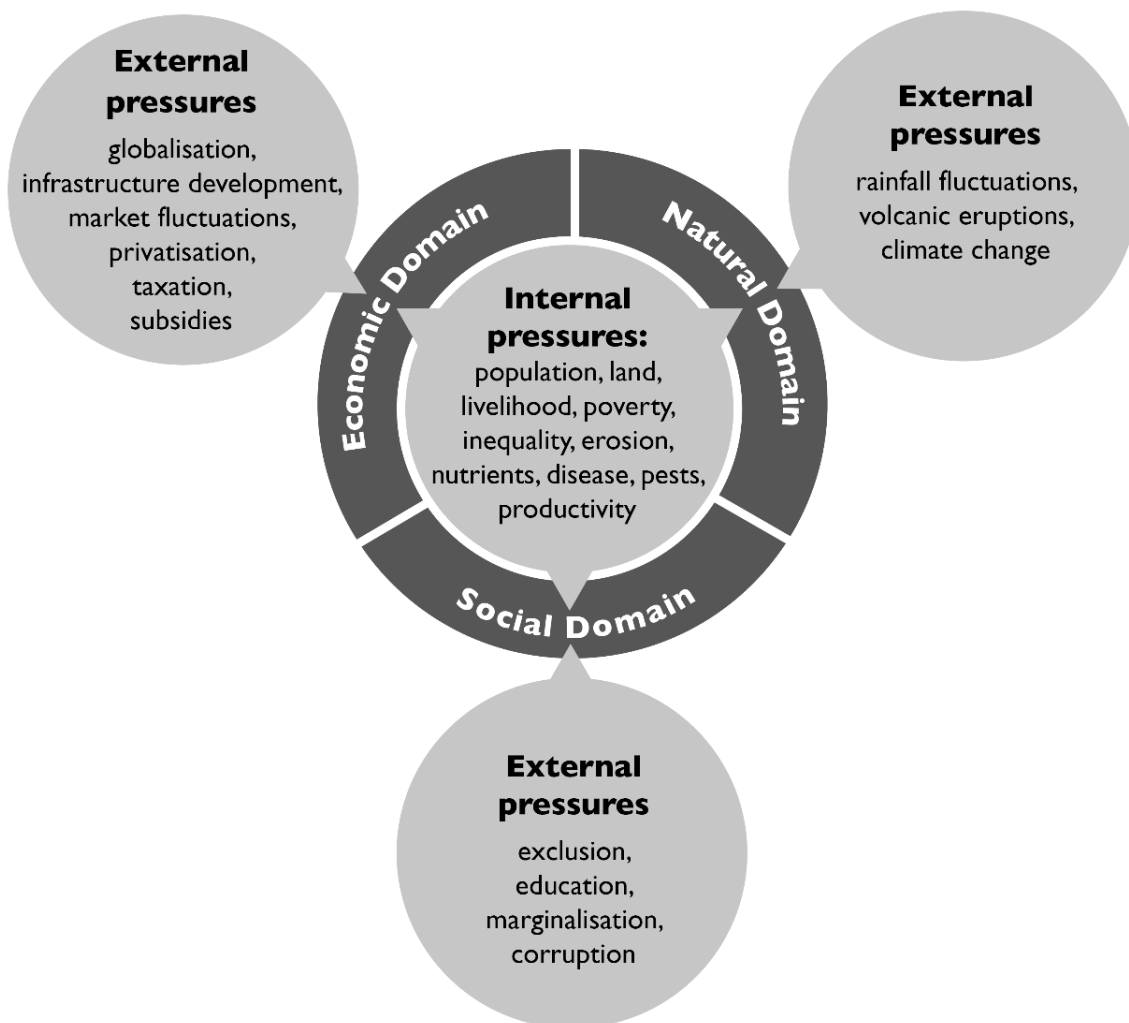 External
pressures
globalisation,
infrastructure development,
market fluctuations,
privatisation,
taxation,
subsidies
External
pressures
rainfall fluctuations,
volcanic eruptions,
climate change
Economic Domain
Natural Domain
Internal
pressures:
population, land,
livelihood, poverty,
inequality, erosion,
nutrients, disease, pests,
productivity
Social Domain
External
pressures
exclusion,
education,
marginalisation,
corruption